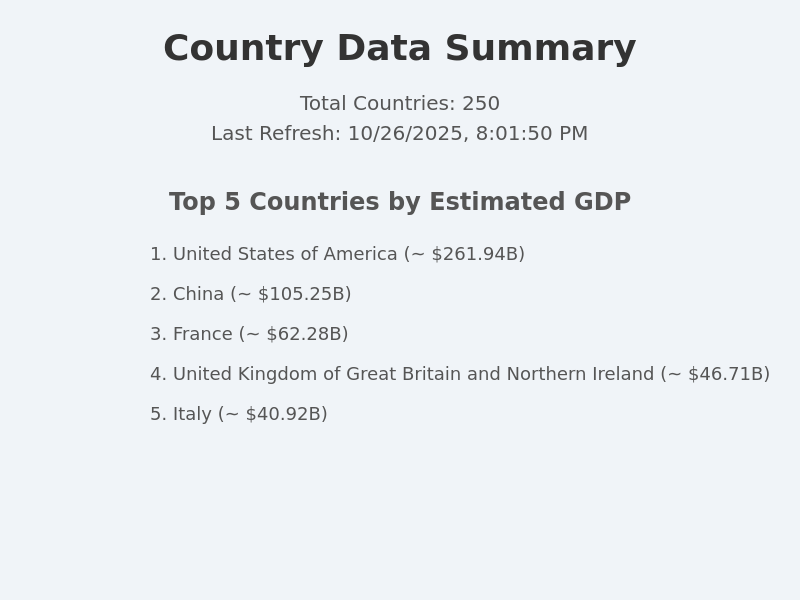 Country Data Summary
Total Countries: 250
Last Refresh: 10/26/2025, 8:01:50 PM
Top 5 Countries by Estimated GDP
1. United States of America (~ $261.94B)
2. China (~ $105.25B)
3. France (~ $62.28B)
4. United Kingdom of Great Britain and Northern Ireland (~ $46.71B)
5. Italy (~ $40.92B)